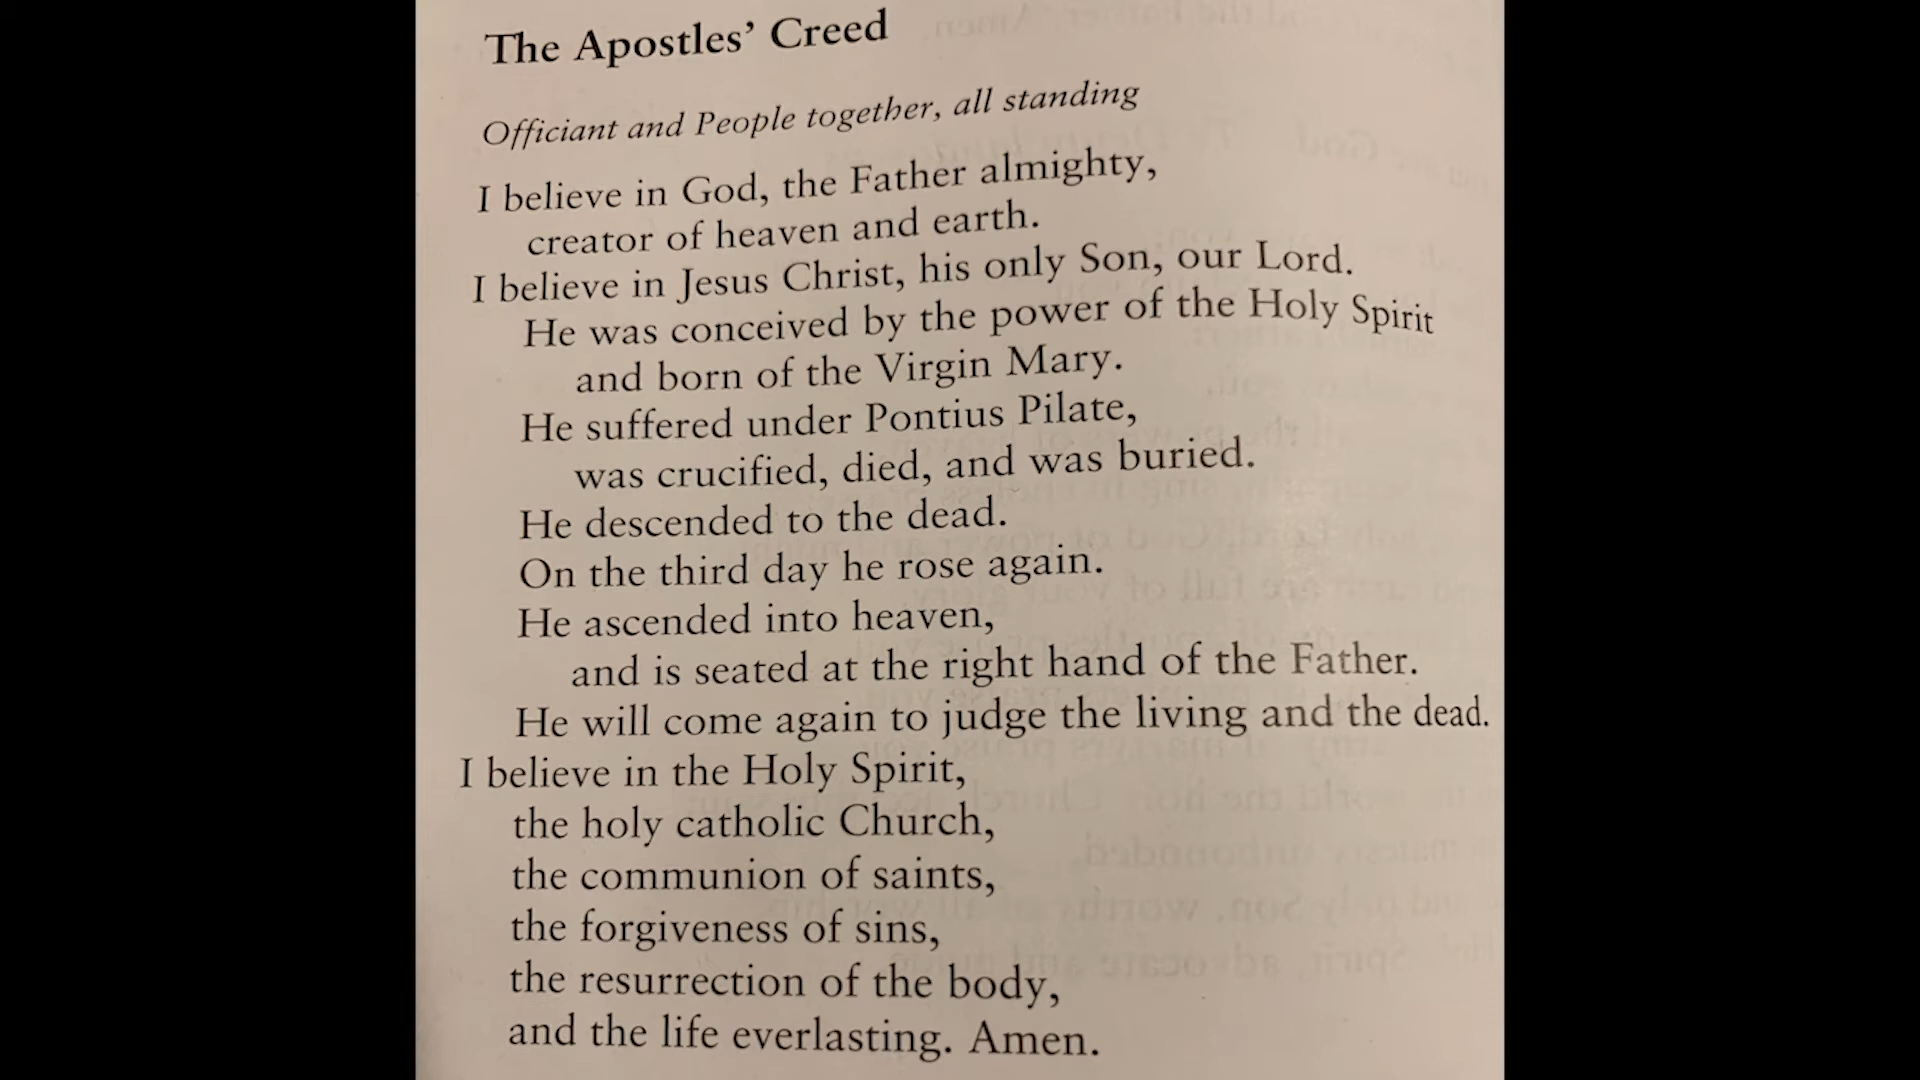 The Apostles’ Creed
Officiant and People together, all standing
I believe in God, the Father almighty,
creator of heaven and earth.
I believe in Jesus Christ, his only Son, our Lord.
He was conceived by the power of the Holy Spirit
and born of the Virgin Mary.
He suffered under Pontius Pilate,
was crucified, died, and was buried.
He descended to the dead.
On the third day he rose again.
He ascended into heaven,
and is seated at the right hand of the Father.
He will come again to judge the living and the dead.
I believe in the Holy Spirit,
the holy catholic Church,
the communion of saints,
the forgiveness of sins,
the resurrection of the body,
and the life everlasting. Amen.